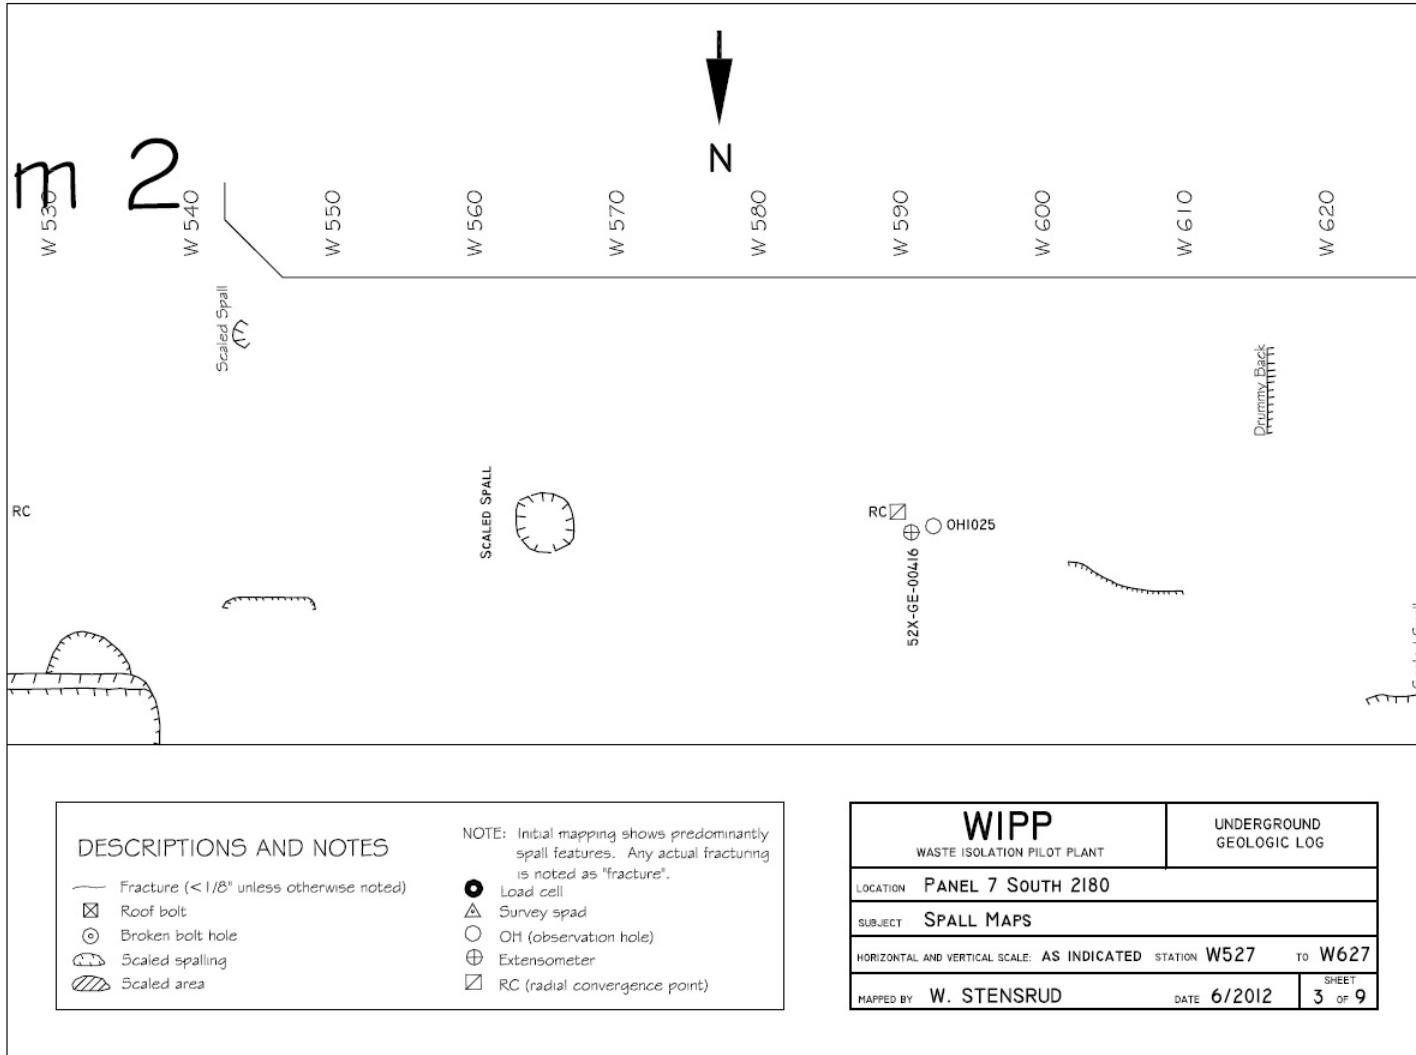 N
m 2
W 530
W 540
W 550
W 560
W 570
W 580
W 590
W 600
W 610
W 620
Scaled Spall
Drummy Back
RC
SCALED SPALL
RC
OH1025
52X-GE-00416
DESCRIPTIONS AND NOTES
Fracture (<1/8" unless otherwise noted)
Roof bolt
Broken bolt hole
Scaled spalling
Scaled area
NOTE: Initial mapping shows predominantly
spall features. Any actual fracturing
is noted as "fracture".
Load cell
Survey spad
OH (observation hole)
Extensometer
RC (radial convergence point)
WIPP
WASTE ISOLATION PILOT PLANT
UNDERGROUND
GEOLOGIC LOG
LOCATION PANEL 7 SOUTH 2180
SUBJECT SPALL MAPS
HORIZONTAL AND VERTICAL SCALE: AS INDICATED STATION W527 TO W627
MAPPED BY W. STENSRUD DATE 6/2012
SHEET
3 OF 9